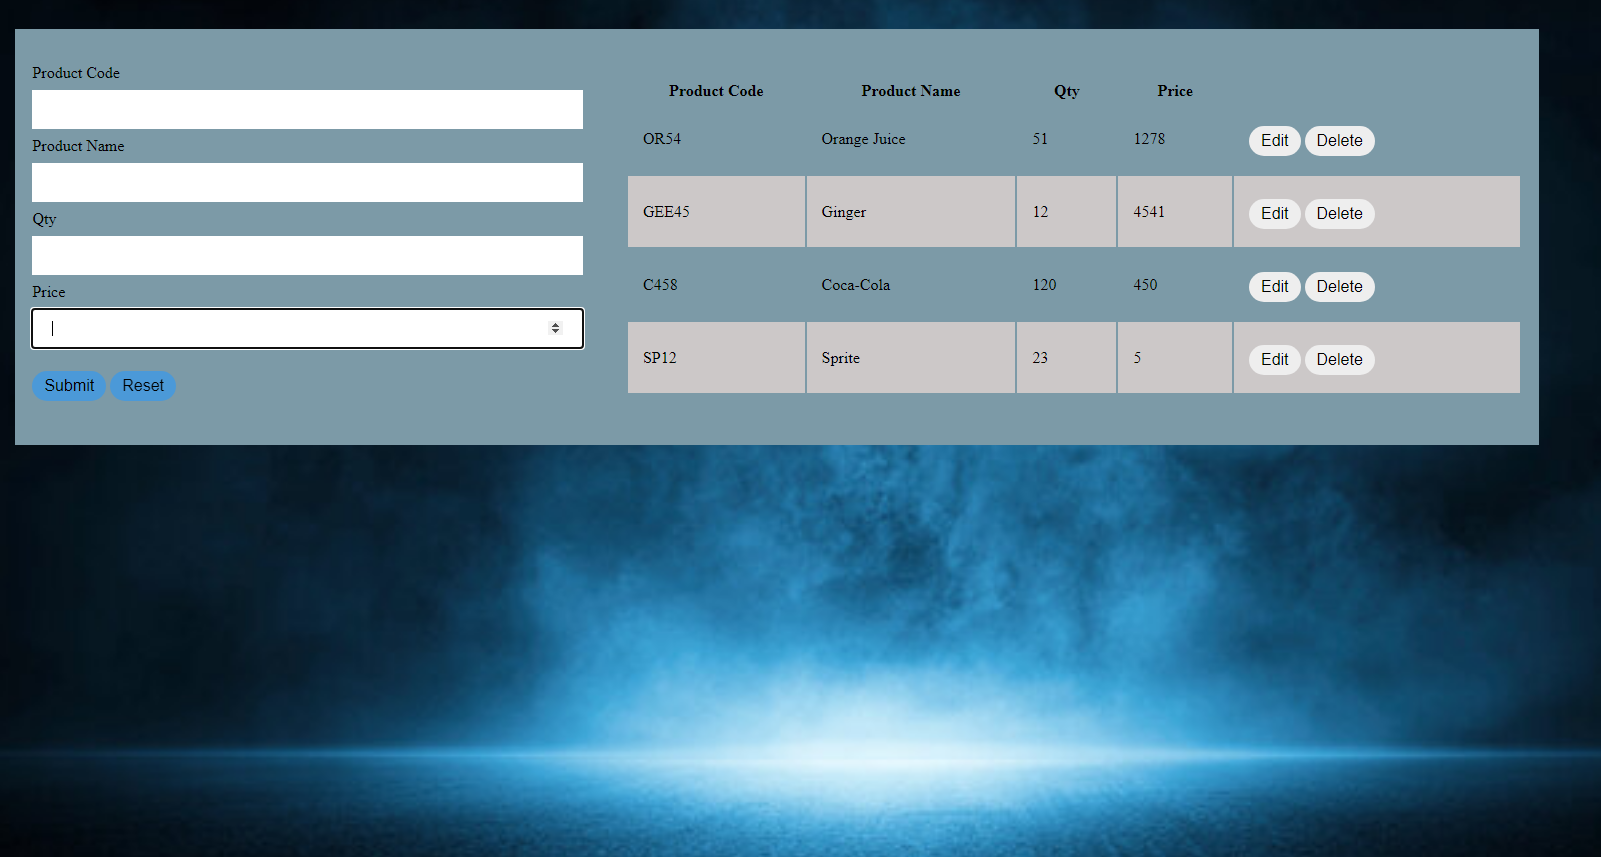 Product Code
Product Name
Qty
Price
Submit Reset
Product Code Product Name Qty Price
OR54 Orange Juice 51 1278 Edit Delete
GEE45 Ginger 12 4541 Edit Delete
C458 Coca-Cola 120 450 Edit Delete
SP12 Sprite 23 5 Edit Delete